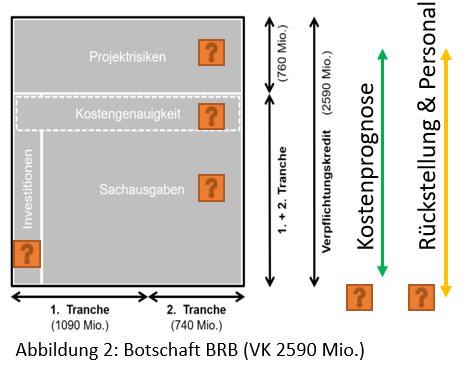 Projektrisiken
?
Kostengenauigkeit
?
Investitionen
?
Sachausgaben
?
(760 Mio.)
1. + 2. Tranche
Verpflichtungskredit (2590 Mio.)
Kostenprognose
?
Rückstellung & Personal
?
1. Tranche
(1090 Mio.)
2. Tranche
(740 Mio.)
Abbildung 2: Botschaft BRB (VK 2590 Mio.)